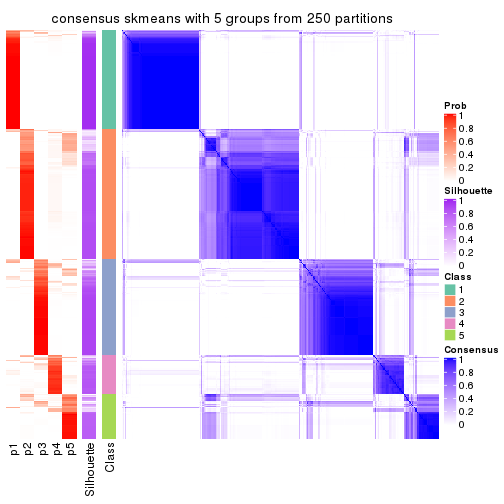 consensus skmeans with 5 groups from 250 partitions
Prob
1
0.8
0.6
0.4
0.2
0
Silhouette
1
0.8
0.6
0.4
0.2
0
Class
1
2
3
4
5
Consensus
1
0.8
0.6
0.4
0.2
0
p1
p2
p3
p4
p5
Silhouette
Class